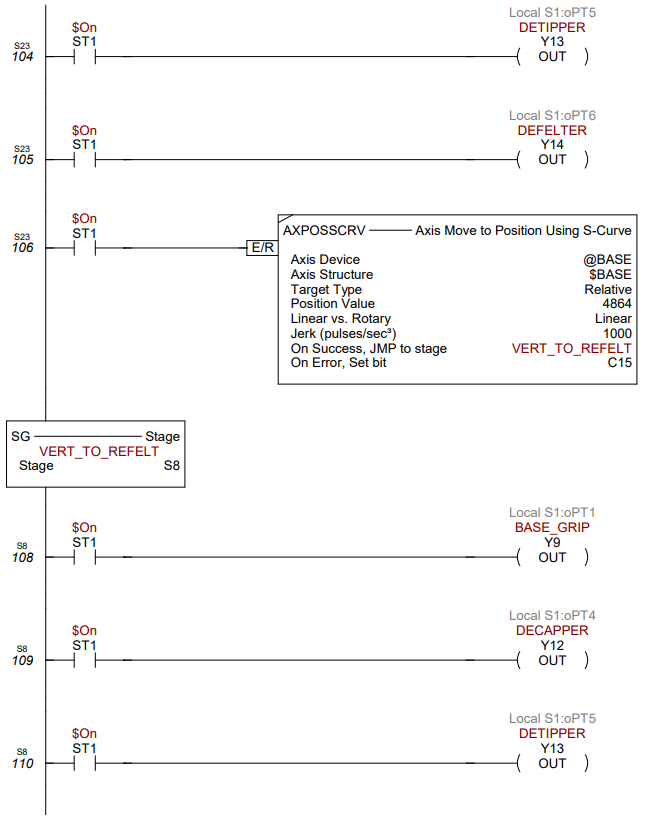 Local S1:oPT5
$On DETIPPER
ST1 Y13
S23
104 OUT
Local S1:oPT6
$On DEFELTER
ST1 Y14
S23
105 OUT
$On
ST1
S23
106 E/R
AXPOSSCRV Axis Move to Position Using S-Curve
Axis Device @BASE
Axis Structure $BASE
Target Type Relative
Position Value 4864
Linear vs. Rotary Linear
Jerk (pulses/sec³) 1000
On Success, JMP to stage VERT_TO_REFELT
On Error, Set bit C15
SG Stage
VERT_TO_REFELT
Stage S8
Local S1:oPT1
$On BASE_GRIP
ST1 Y9
S8
108 OUT
Local S1:oPT4
$On DECAPPER
ST1 Y12
S8
109 OUT
Local S1:oPT5
$On DETIPPER
ST1 Y13
S8
110 OUT